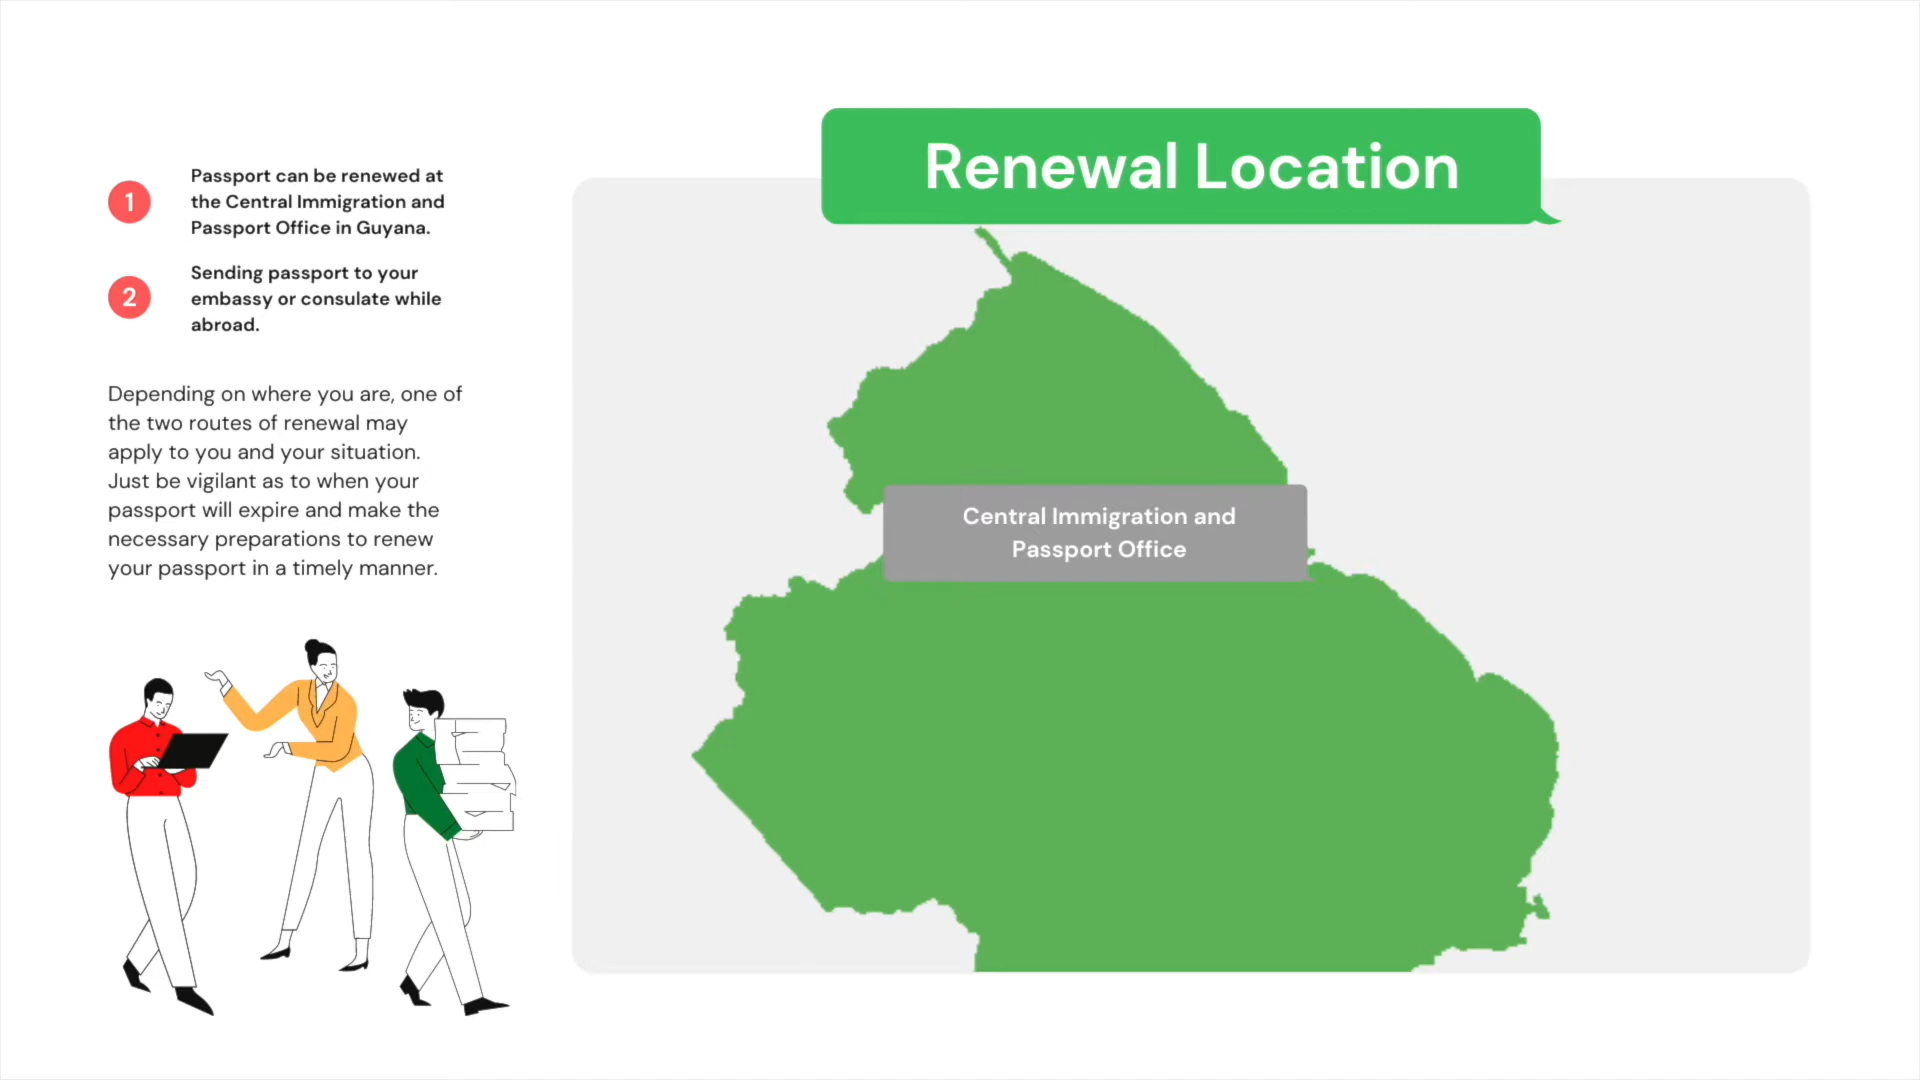 Renewal Location
1
Passport can be renewed at
the Central Immigration and
Passport Office in Guyana.
2
Sending passport to your
embassy or consulate while
abroad.
Depending on where you are, one of
the two routes of renewal may
apply to you and your situation.
Just be vigilant as to when your
passport will expire and make the
necessary preparations to renew
your passport in a timely manner.
Central Immigration and
Passport Office